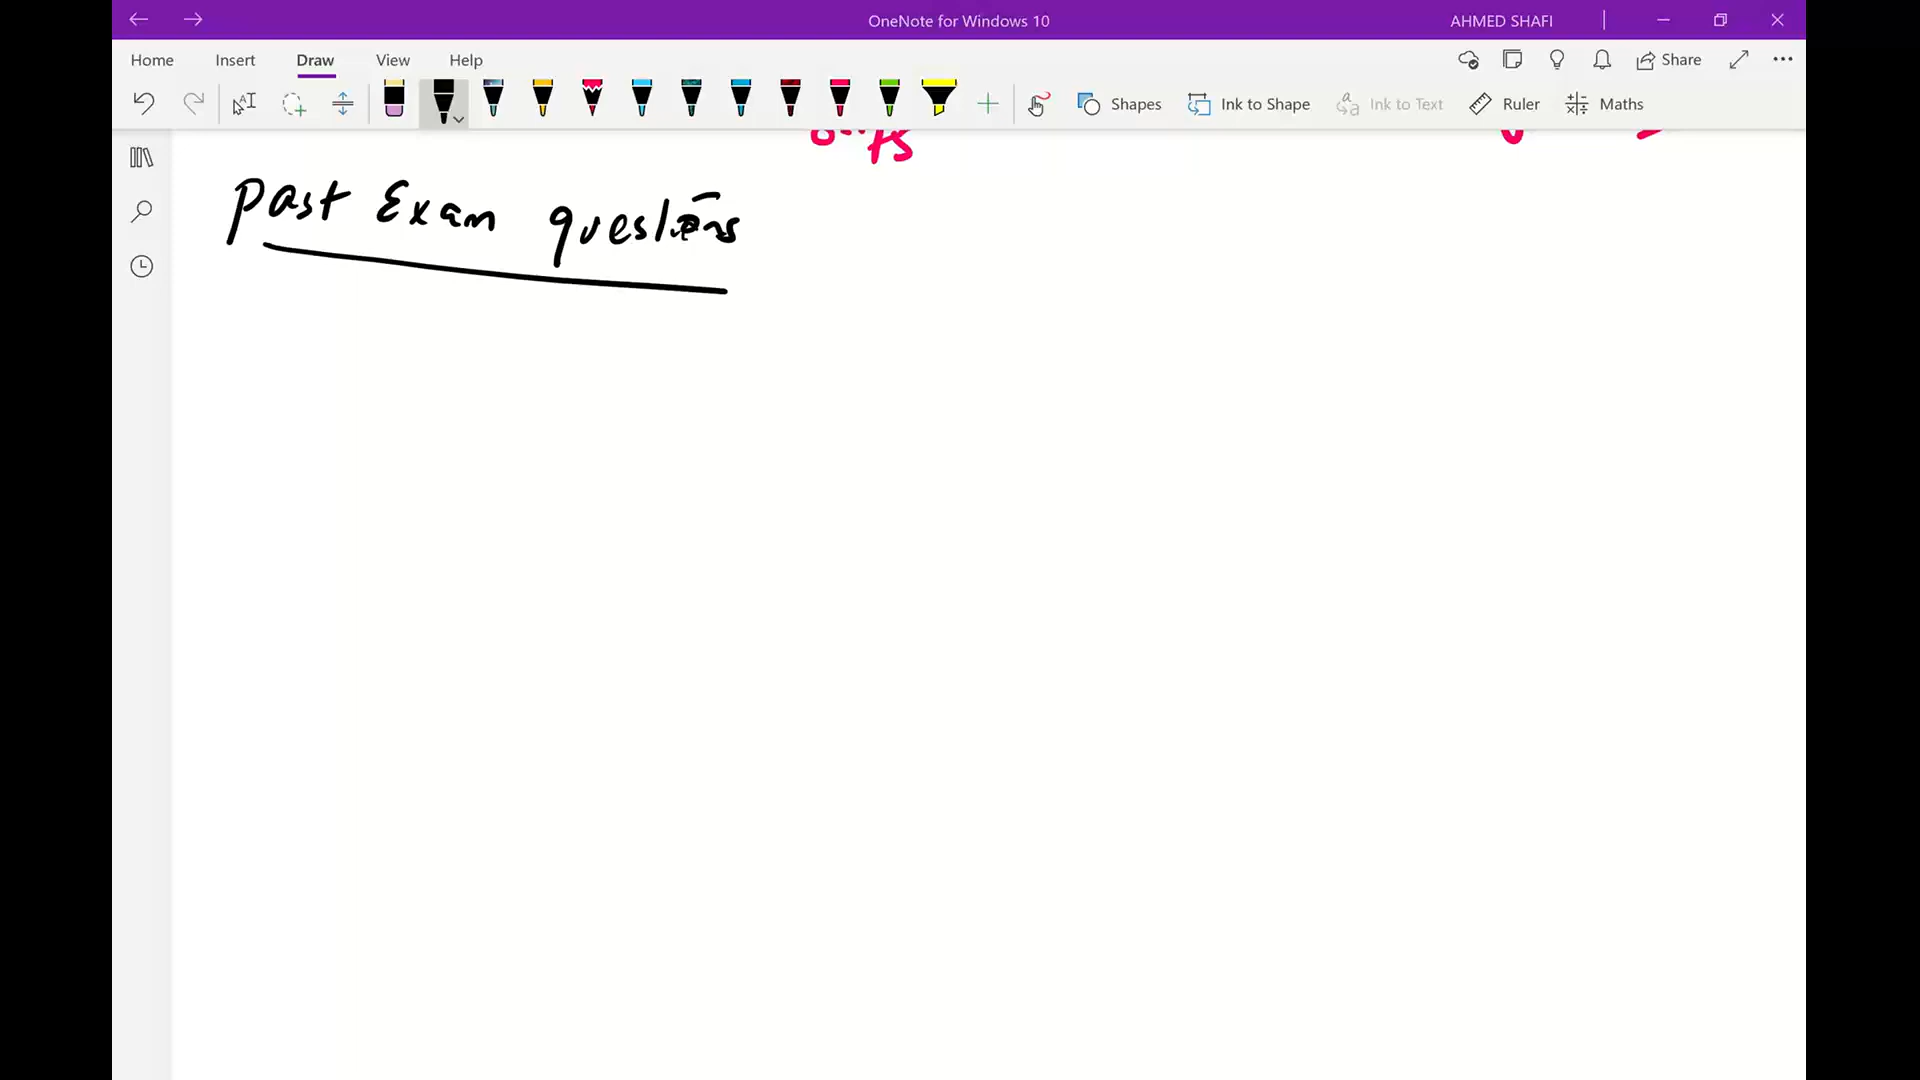 OneNote for Windows 10
AHMED SHAFI
Home Insert Draw View Help
Share
Shapes Ink to Shape Ink to Text Ruler Maths
Past Exam questions